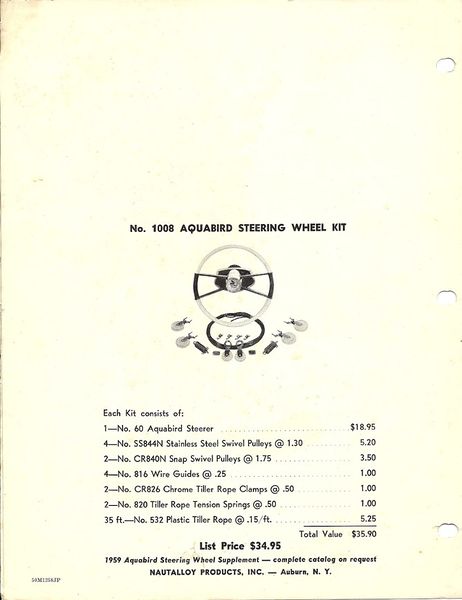 No. 1008 AQUABIRD STEERING WHEEL KIT
Each Kit consists of:
1—No. 60 Aquabird Steerer . . . . . . . . . . . . . . . . . . . . $18.95
4—No. SS844N Stainless Steel Swivel Pulleys @ 1.30 . . . . . . . 5.20
2—No. CR840N Snap Swivel Pulleys @ 1.75 . . . . . . . . . . . 3.50
4—No. 816 Wire Guides @ .25 . . . . . . . . . . . . . . . . . . 1.00
2—No. CR826 Chrome Tiller Rope Clamps @ .50 . . . . . . . . . 1.00
2—No. 820 Tiller Rope Tension Springs @ .50 . . . . . . . . . . 1.00
35 ft.—No. 532 Plastic Tiller Rope @ .15/ft. . . . . . . . . . . . 5.25
Total Value $35.90
List Price $34.95
1959 Aquabird Steering Wheel Supplement — complete catalog on request
NAUTALLOY PRODUCTS, INC. — Auburn, N. Y.
50M1258JP